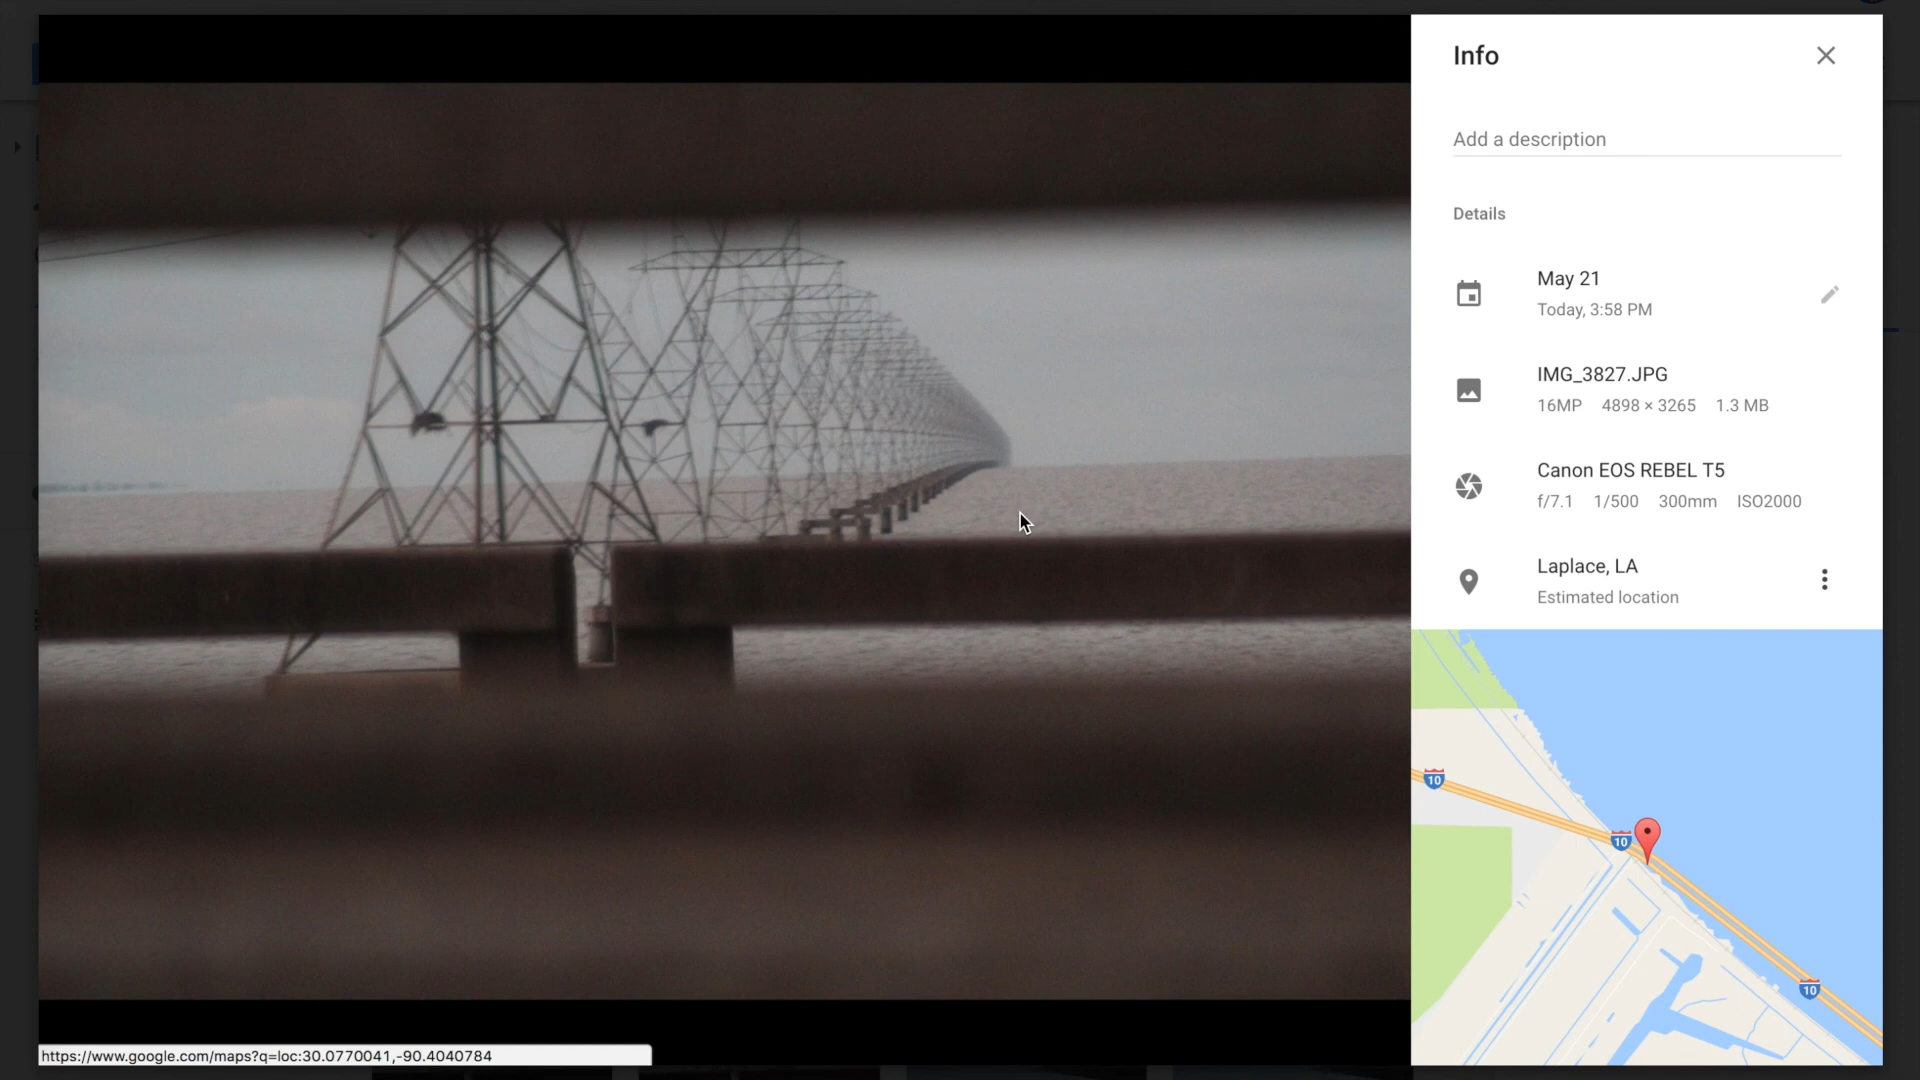 Info
Add a description
Details
May 21
Today, 3:58 PM
IMG_3827.JPG
16MP 4898 × 3265 1.3 MB
Canon EOS REBEL T5
f/7.1 1/500 300mm ISO2000
Laplace, LA
Estimated location
10
10
10
https://www.google.com/maps?q=loc:30.0770041,-90.4040784